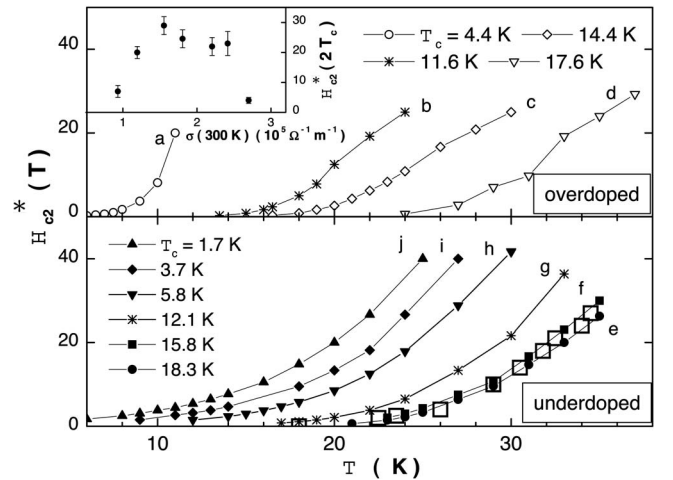 50
30
20
10
0
H*c2(2Tc)
1 2 3
σ(300 K) (10⁵ Ω⁻¹ m⁻¹)
Tc = 4.4 K
14.4 K
11.6 K
17.6 K
a
b
c
d
20
0
overdoped
H*c2 (T)
Tc = 1.7 K
3.7 K
5.8 K
12.1 K
15.8 K
18.3 K
j
i
h
g
f
e
40
20
0
underdoped
10 20 30
T (K)